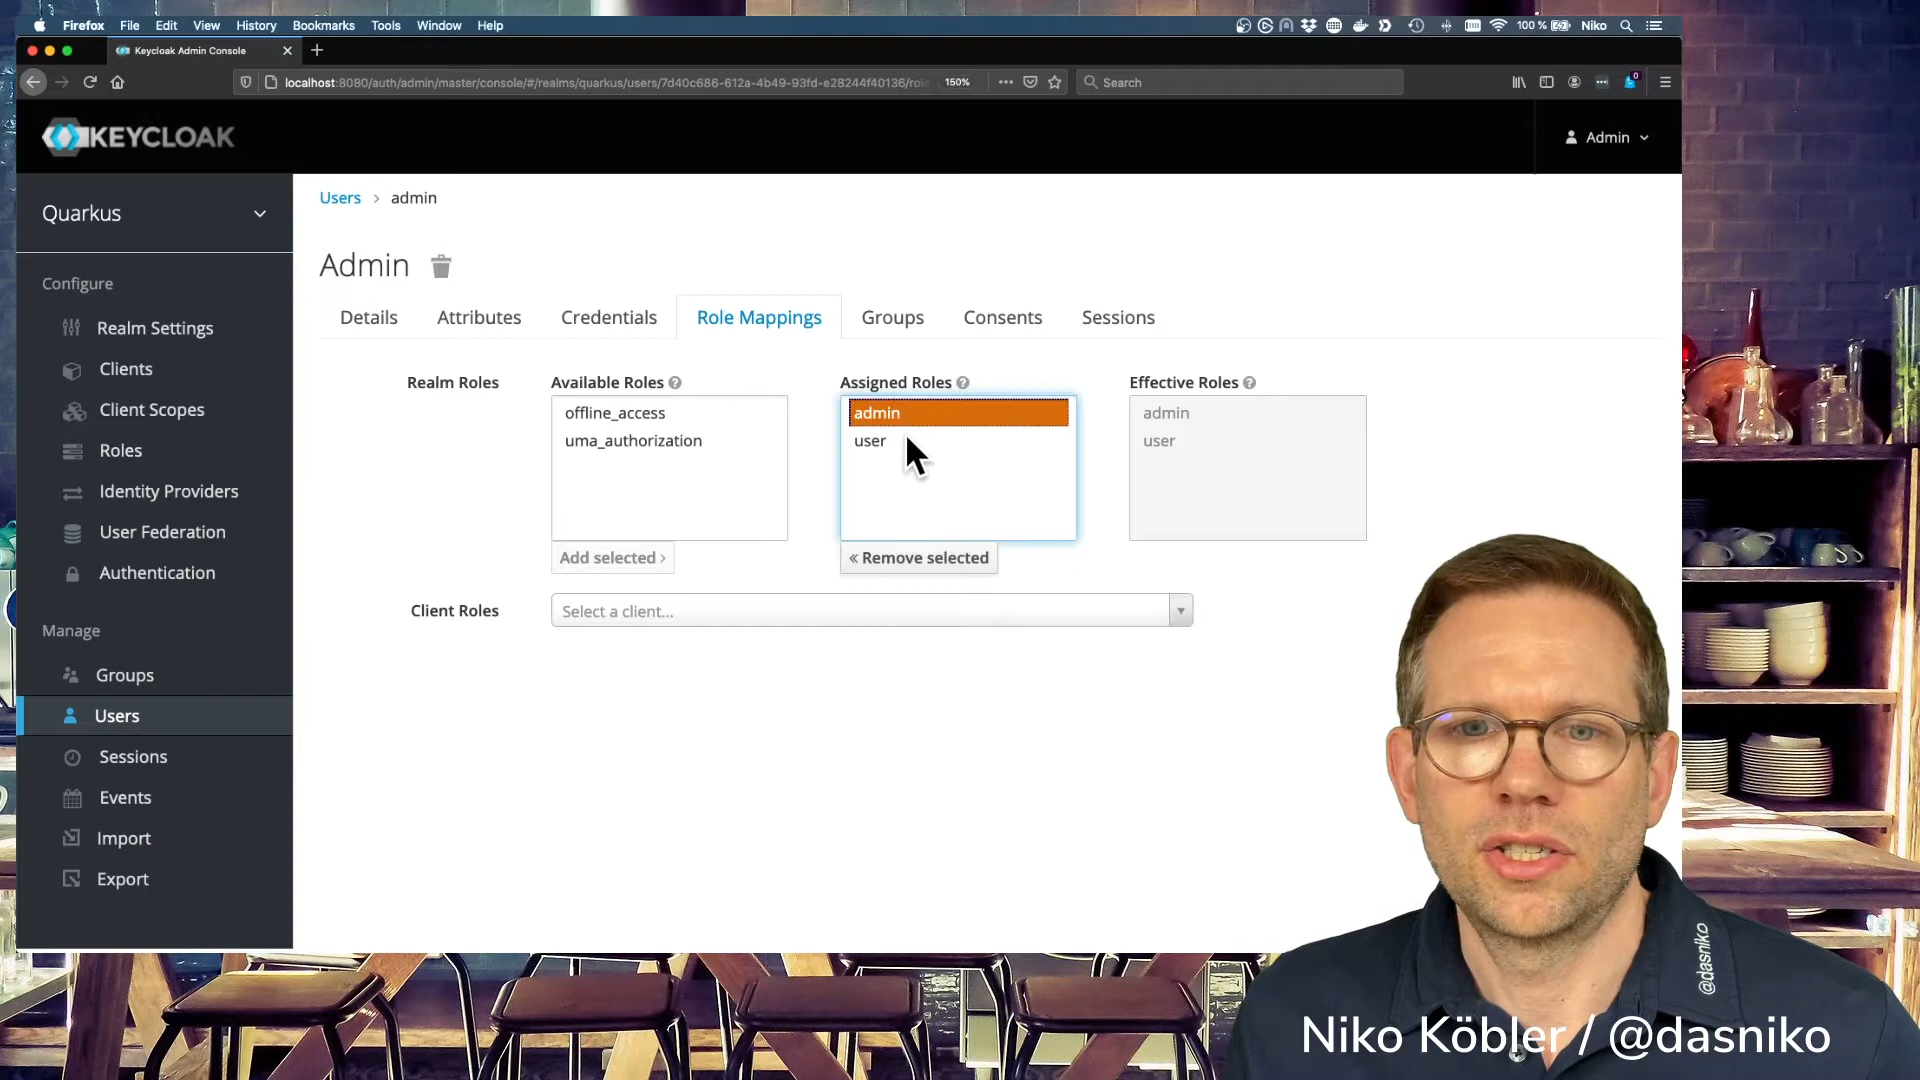 Firefox File Edit View History Bookmarks Tools Window Help
100 % Niko
Keycloak Admin Console
localhost:8080/auth/admin/master/console/#/realms/quarkus/users/7d40c686-612a-4b49-93fd-e28244f40136/role
150%
Search
0
KEYCLOAK
Admin
Quarkus
Configure
Realm Settings
Clients
Client Scopes
Roles
Identity Providers
User Federation
Authentication
Manage
Groups
Users
Sessions
Events
Import
Export
Users > admin
Admin
Details Attributes Credentials Role Mappings Groups Consents Sessions
Realm Roles
Available Roles
offline_access
uma_authorization
Add selected ›
Assigned Roles
admin
user
« Remove selected
Effective Roles
admin
user
Client Roles
Select a client...
@dasniko
Niko Köbler / @dasniko